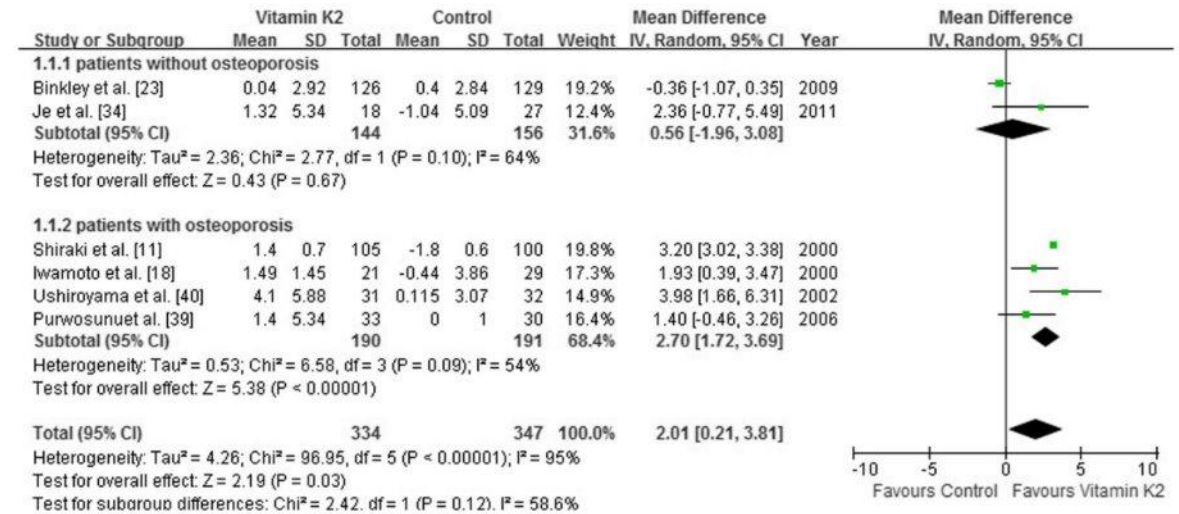 Vitamin K2 Control Mean Difference Mean Difference
Study or Subgroup Mean SD Total Mean SD Total Weight IV, Random, 95% CI Year IV, Random, 95% CI
1.1.1 patients without osteoporosis
Binkley et al. [23] 0.04 2.92 126 0.4 2.84 129 19.2% -0.36 [-1.07, 0.35] 2009
Je et al. [34] 1.32 5.34 18 -1.04 5.09 27 12.4% 2.36 [-0.77, 5.49] 2011
Subtotal (95% CI) 144 156 31.6% 0.56 [-1.96, 3.08]
Heterogeneity: Tau² = 2.36; Chi² = 2.77, df = 1 (P = 0.10); I² = 64%
Test for overall effect: Z = 0.43 (P = 0.67)
1.1.2 patients with osteoporosis
Shiraki et al. [11] 1.4 0.7 105 -1.8 0.6 100 19.8% 3.20 [3.02, 3.38] 2000
Iwamoto et al. [18] 1.49 1.45 21 -0.44 3.86 29 17.3% 1.93 [0.39, 3.47] 2000
Ushiroyama et al. [40] 4.1 5.88 31 0.115 3.07 32 14.9% 3.98 [1.66, 6.31] 2002
Purwosunuet al. [39] 1.4 5.34 33 0 1 30 16.4% 1.40 [-0.46, 3.26] 2006
Subtotal (95% CI) 190 191 68.4% 2.70 [1.72, 3.69]
Heterogeneity: Tau² = 0.53; Chi² = 6.58, df = 3 (P = 0.09); I² = 54%
Test for overall effect: Z = 5.38 (P < 0.00001)
Total (95% CI) 334 347 100.0% 2.01 [0.21, 3.81]
Heterogeneity: Tau² = 4.26; Chi² = 96.95, df = 5 (P < 0.00001); I² = 95%
Test for overall effect: Z = 2.19 (P = 0.03)
Test for subgroup differences: Chi² = 2.42, df = 1 (P = 0.12), I² = 58.6%
-10 -5 0 5 10
Favours Control Favours Vitamin K2